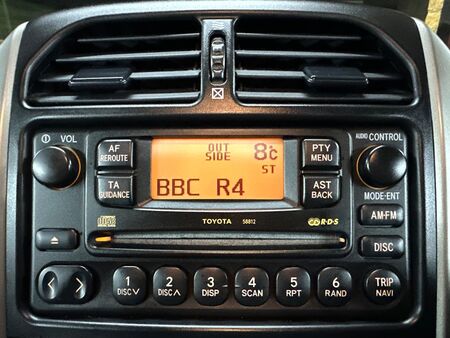 VOL
AF
REROUTE
TA
GUIDANCE
OUT
SIDE
8°C
ST
BBC R4
PTY
MENU
AST
BACK
AUDIO CONTROL
MODE·ENT
AM·FM
TOYOTA 58812
R·D·S
DISC
1
DISC ∨
2
DISC ∧
3
DISP
4
SCAN
5
RPT
6
RAND
TRIP
NAVI